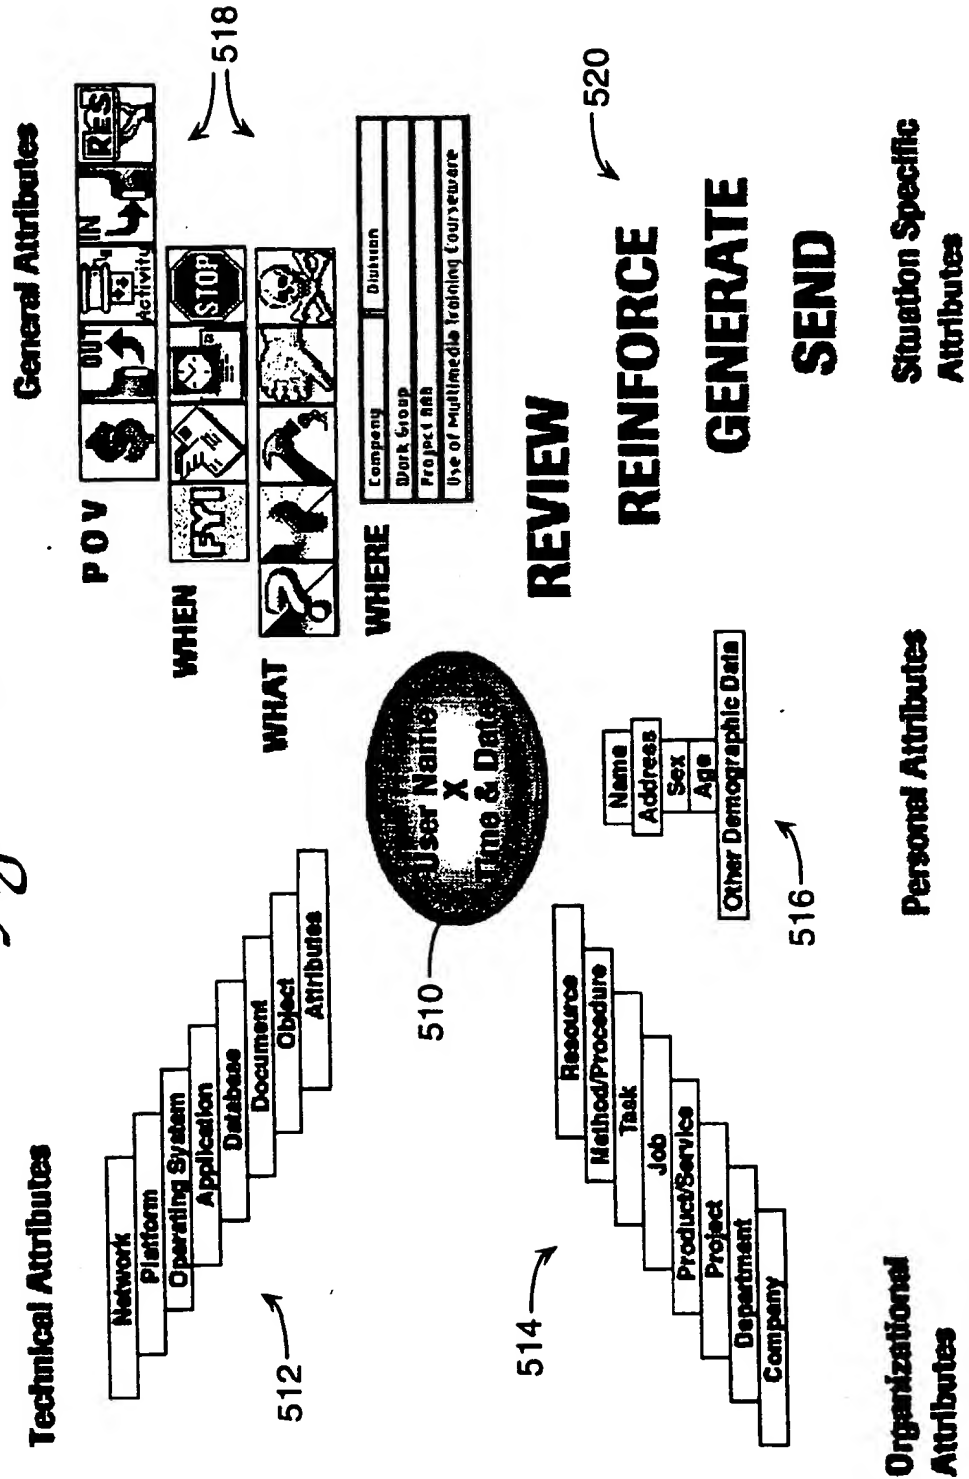 Technical Attributes
Network
Platform
Operating System
Application
Database
Document
Object
Attributes
512
General Attributes
POV
OUT
Activity
IN
RES
WHEN
FYI
STOP
WHAT
518
WHERE
Company
Division
Work Group
Use of Multimedia Training Courseware
User Name
X
Time & Date
510
Resource
Method/Procedure
Task
Job
Product/Service
Project
Department
Company
514
Organizational
Attributes
Name
Address
Sex
Age
Other Demographic Data
516
Personal Attributes
REVIEW
REINFORCE
GENERATE
SEND
520
Situation Specific
Attributes